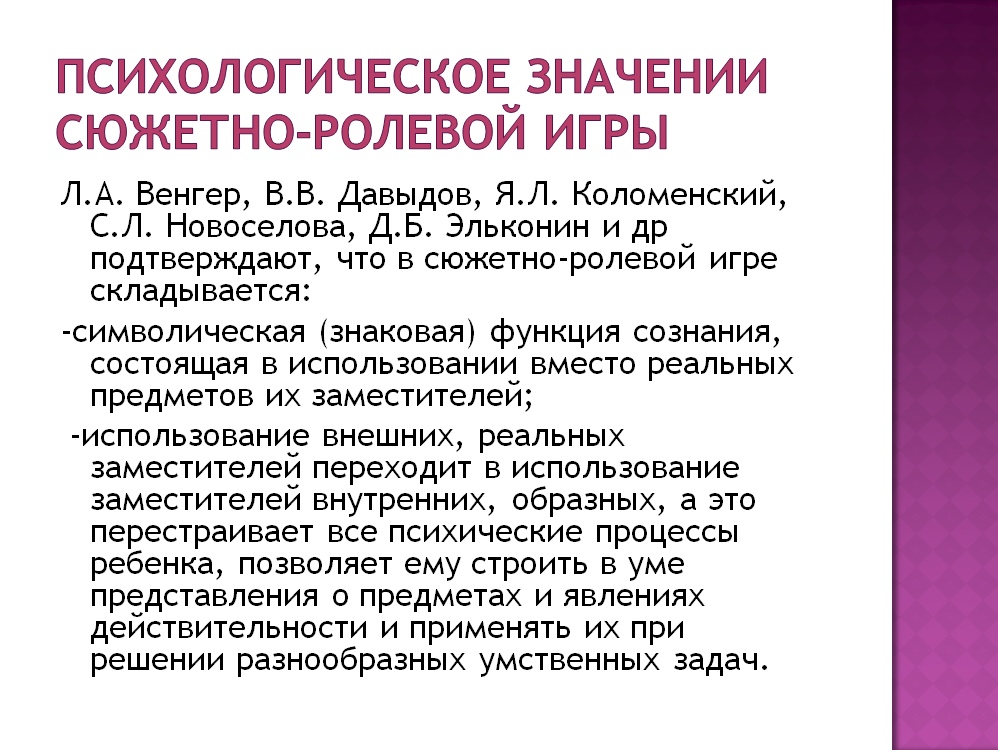 ПСИХОЛОГИЧЕСКОЕ ЗНАЧЕНИИ
СЮЖЕТНО-РОЛЕВОЙ ИГРЫ
Л.А. Венгер, В.В. Давыдов, Я.Л. Коломенский,
С.Л. Новоселова, Д.Б. Эльконин и др
подтверждают, что в сюжетно-ролевой игре
складывается:
-символическая (знаковая) функция сознания,
состоящая в использовании вместо реальных
предметов их заместителей;
-использование внешних, реальных
заместителей переходит в использование
заместителей внутренних, образных, а это
перестраивает все психические процессы
ребенка, позволяет ему строить в уме
представления о предметах и явлениях
действительности и применять их при
решении разнообразных умственных задач.